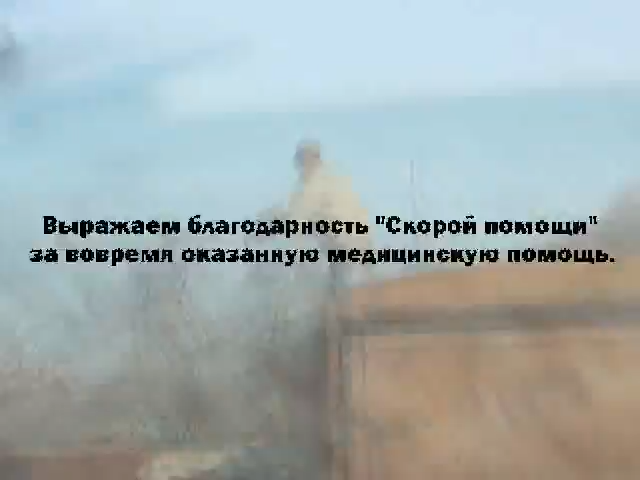 Выражаем благодарность "Скорой помощи"
за вовремя оказанную медицинскую помощь.